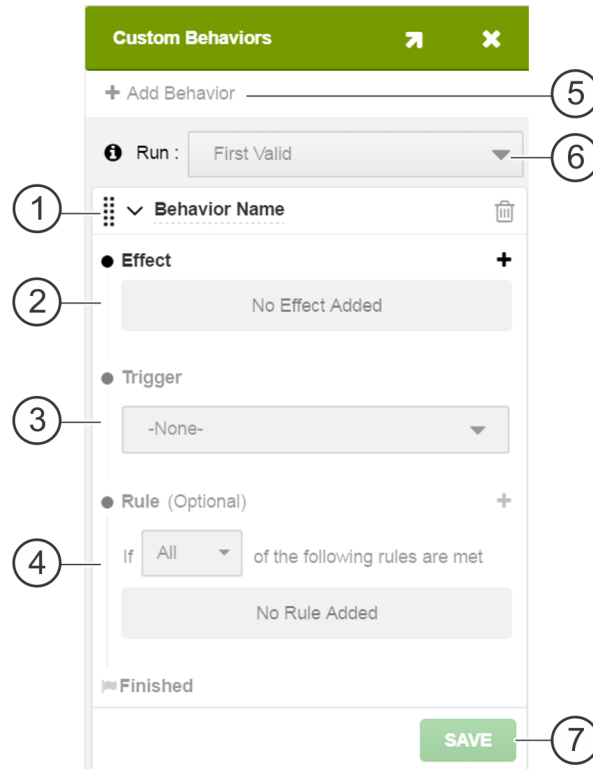 Custom Behaviors
+ Add Behavior
5
Run : First Valid
6
1
Behavior Name
Effect +
2
No Effect Added
Trigger
3
-None-
Rule (Optional) +
4
If All of the following rules are met
No Rule Added
Finished
SAVE
7